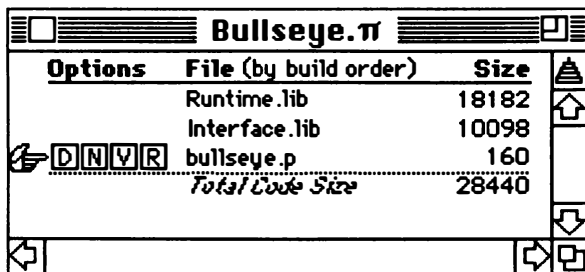 Bullseye.π
Options File (by build order) Size
Runtime.lib 18182
Interface.lib 10098
D N V R bullseye.p 160
Total Code Size 28440